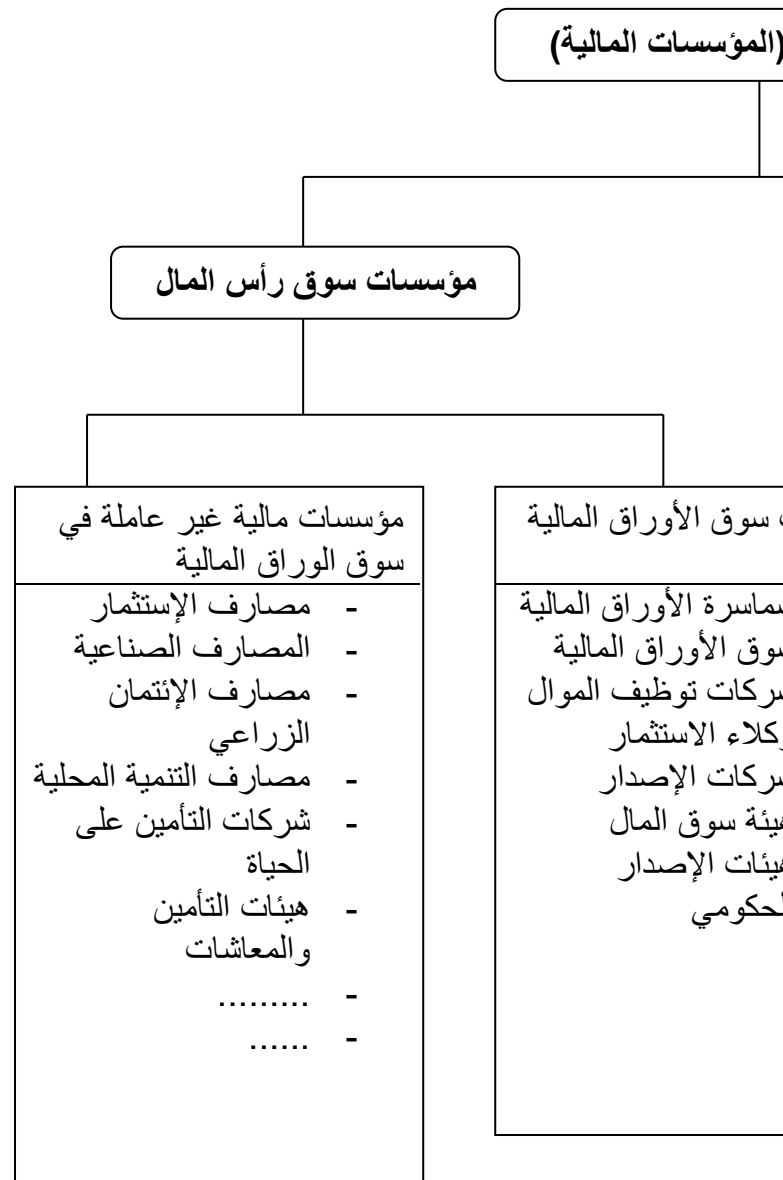 (المؤسسات المالية)
مؤسسات سوق رأس المال
سوق الأوراق المالية
سماسرة الأوراق المالية
سوق الأوراق المالية
شركات توظيف الموال
وكلاء الاستثمار
شركات الإصدار
هيئة سوق المال
هيئات الإصدار
الحكومي
مؤسسات مالية غير عاملة في
سوق الوراق المالية
- مصارف الإستثمار
- المصارف الصناعية
- مصارف الإئتمان
الزراعي
- مصارف التنمية المحلية
- شركات التأمين على
الحياة
- هيئات التأمين
والمعاشات
- .........
- ......